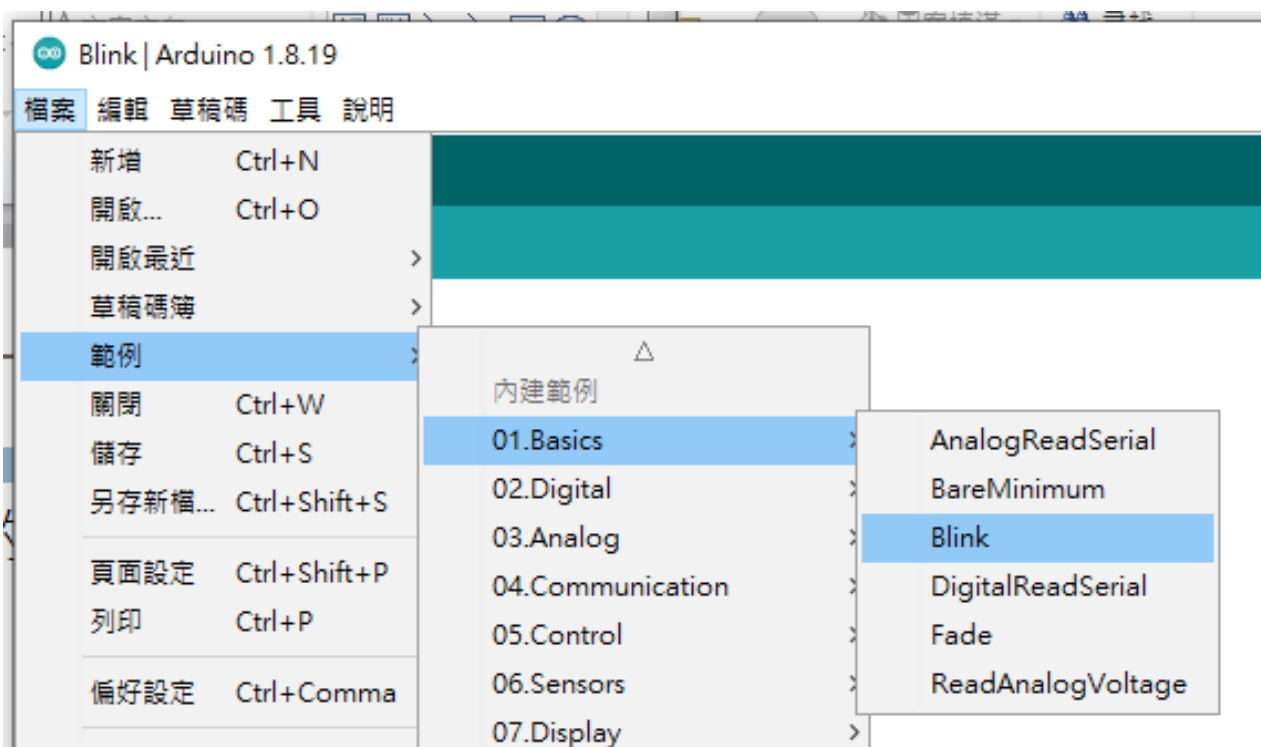 Blink | Arduino 1.8.19
檔案 編輯 草稿碼 工具 說明
新增 Ctrl+N
開啟... Ctrl+O
開啟最近
草稿碼簿
範例
關閉 Ctrl+W
儲存 Ctrl+S
另存新檔... Ctrl+Shift+S
頁面設定 Ctrl+Shift+P
列印 Ctrl+P
偏好設定 Ctrl+Comma
內建範例
01.Basics
02.Digital
03.Analog
04.Communication
05.Control
06.Sensors
07.Display
AnalogReadSerial
BareMinimum
Blink
DigitalReadSerial
Fade
ReadAnalogVoltage